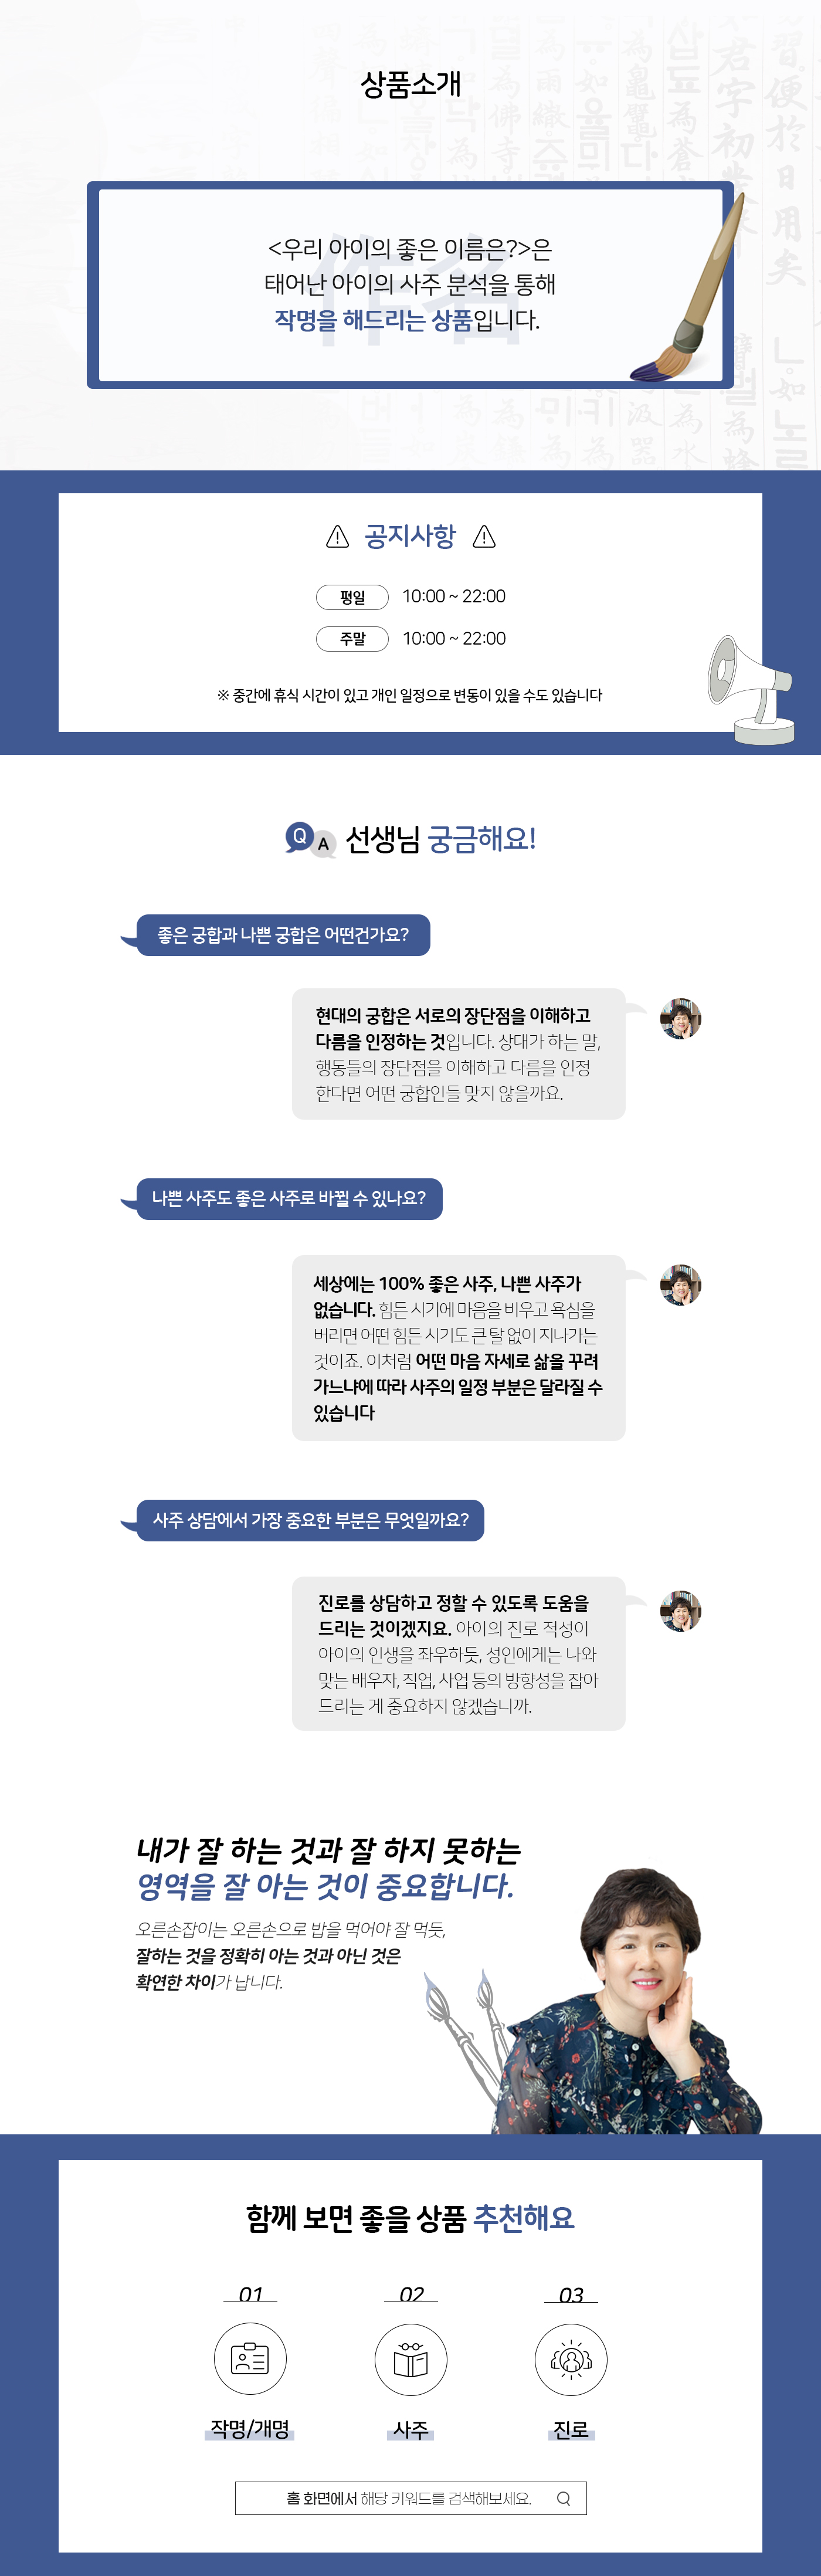 상품소개
作名
<우리 아이의 좋은 이름은?>은
태어난 아이의 사주 분석을 통해
작명을 해드리는 상품입니다.
공지사항
평일 10:00 ~ 22:00
주말 10:00 ~ 22:00
※ 중간에 휴식 시간이 있고 개인 일정으로 변동이 있을 수도 있습니다
Q A 선생님 궁금해요!
좋은 궁합과 나쁜 궁합은 어떤건가요?
현대의 궁합은 서로의 장단점을 이해하고
다름을 인정하는 것입니다. 상대가 하는 말,
행동들의 장단점을 이해하고 다름을 인정
한다면 어떤 궁합인들 맞지 않을까요.
나쁜 사주도 좋은 사주로 바뀔 수 있나요?
세상에는 100% 좋은 사주, 나쁜 사주가
없습니다. 힘든 시기에 마음을 비우고 욕심을
버리면 어떤 힘든 시기도 큰 탈 없이 지나가는
것이죠. 이처럼 어떤 마음 자세로 삶을 꾸려
가느냐에 따라 사주의 일정 부분은 달라질 수
있습니다
사주 상담에서 가장 중요한 부분은 무엇일까요?
진로를 상담하고 정할 수 있도록 도움을
드리는 것이겠지요. 아이의 진로 적성이
아이의 인생을 좌우하듯, 성인에게는 나와
맞는 배우자, 직업, 사업 등의 방향성을 잡아
드리는 게 중요하지 않겠습니까.
내가 잘 하는 것과 잘 하지 못하는
영역을 잘 아는 것이 중요합니다.
오른손잡이는 오른손으로 밥을 먹어야 잘 먹듯,
잘하는 것을 정확히 아는 것과 아닌 것은
확연한 차이가 납니다.
함께 보면 좋을 상품 추천해요
01 02 03
작명/개명 사주 진로
홈 화면에서 해당 키워드를 검색해보세요.